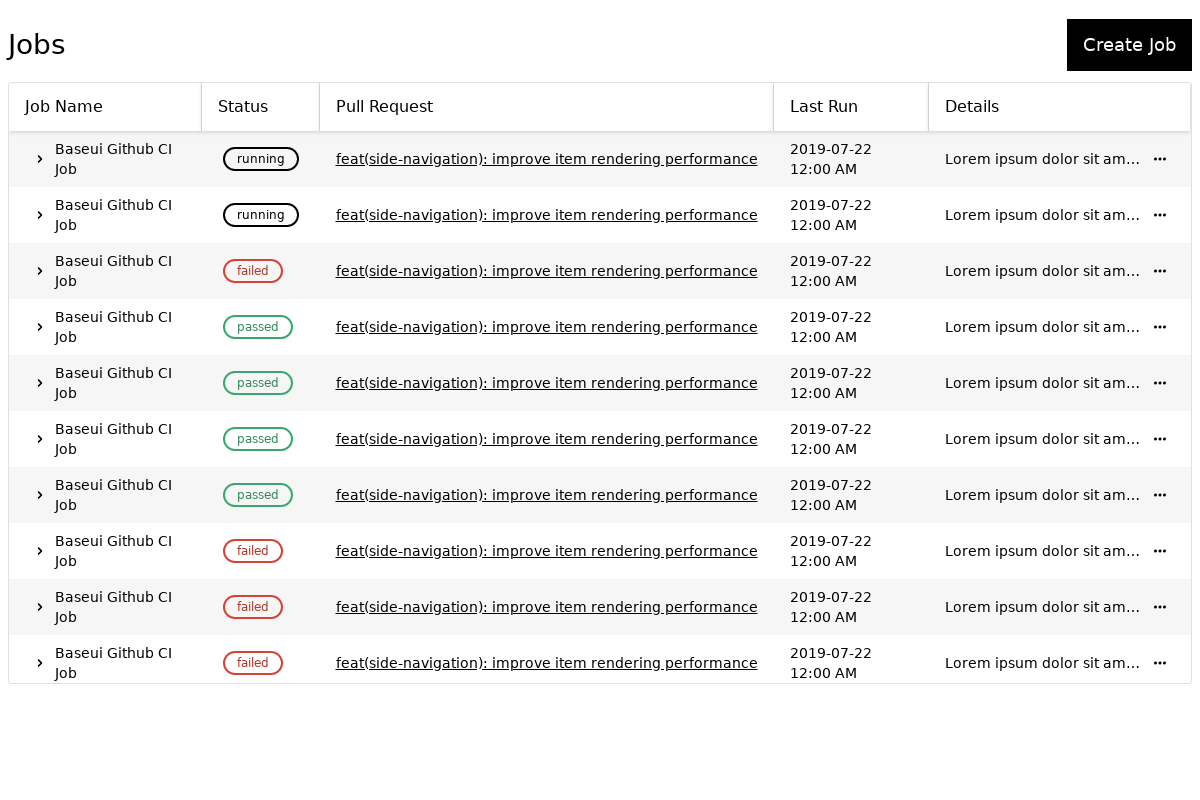 Jobs
Create Job
Job Name Status Pull Request Last Run Details
Baseui Github CI Job running feat(side-navigation): improve item rendering performance 2019-07-22 12:00 AM Lorem ipsum dolor sit am...
Baseui Github CI Job running feat(side-navigation): improve item rendering performance 2019-07-22 12:00 AM Lorem ipsum dolor sit am...
Baseui Github CI Job failed feat(side-navigation): improve item rendering performance 2019-07-22 12:00 AM Lorem ipsum dolor sit am...
Baseui Github CI Job passed feat(side-navigation): improve item rendering performance 2019-07-22 12:00 AM Lorem ipsum dolor sit am...
Baseui Github CI Job passed feat(side-navigation): improve item rendering performance 2019-07-22 12:00 AM Lorem ipsum dolor sit am...
Baseui Github CI Job passed feat(side-navigation): improve item rendering performance 2019-07-22 12:00 AM Lorem ipsum dolor sit am...
Baseui Github CI Job passed feat(side-navigation): improve item rendering performance 2019-07-22 12:00 AM Lorem ipsum dolor sit am...
Baseui Github CI Job failed feat(side-navigation): improve item rendering performance 2019-07-22 12:00 AM Lorem ipsum dolor sit am...
Baseui Github CI Job failed feat(side-navigation): improve item rendering performance 2019-07-22 12:00 AM Lorem ipsum dolor sit am...
Baseui Github CI Job failed feat(side-navigation): improve item rendering performance 2019-07-22 12:00 AM Lorem ipsum dolor sit am...